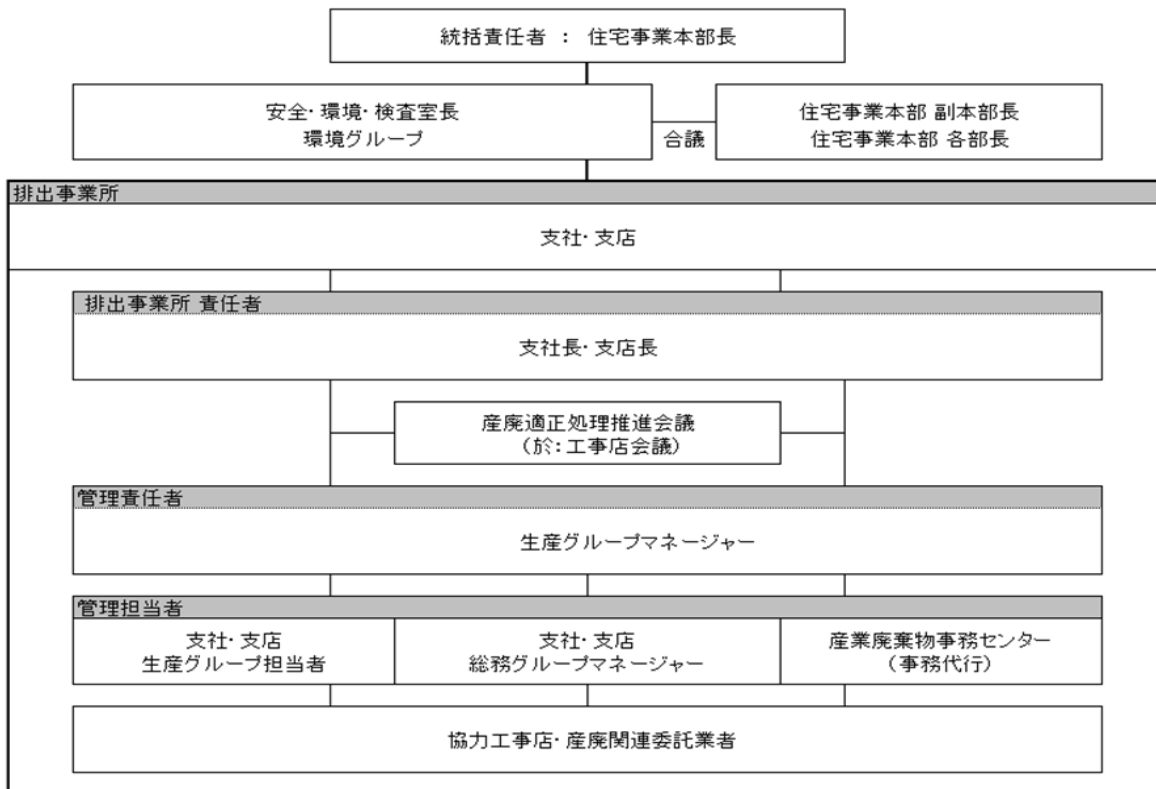 統括責任者 ： 住宅事業本部長
安全・環境・検査室長
環境グループ
合議
住宅事業本部 副本部長
住宅事業本部 各部長
排出事業所
支社・支店
排出事業所 責任者
支社長・支店長
産廃適正処理推進会議
（於：工事店会議）
管理責任者
生産グループマネージャー
管理担当者
支社・支店
生産グループ担当者
支社・支店
総務グループマネージャー
産業廃棄物事務センター
（事務代行）
協力工事店・産廃関連委託業者